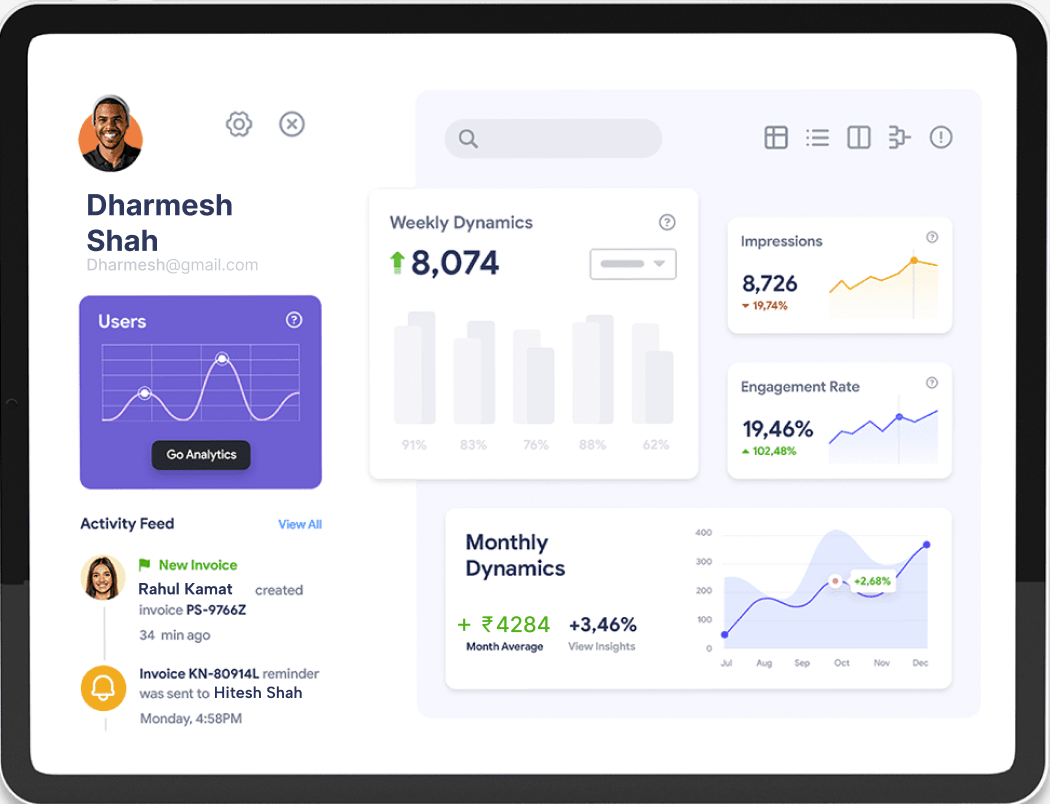 Dharmesh
Shah
Dharmesh@gmail.com
Users
Go Analytics
Activity Feed View All
New Invoice
Rahul Kamat created
invoice PS-9766Z
34 min ago
Invoice KN-80914L reminder
was sent to Hitesh Shah
Monday, 4:58PM
Weekly Dynamics
8,074
91% 83% 76% 88% 62%
Impressions
8,726
19,74%
Engagement Rate
19,46%
102,48%
Monthly
Dynamics
+ ₹4284 +3,46%
Month Average View Insights
400
300
200
100
0
+2,68%
Jul Aug Sep Oct Nov Dec